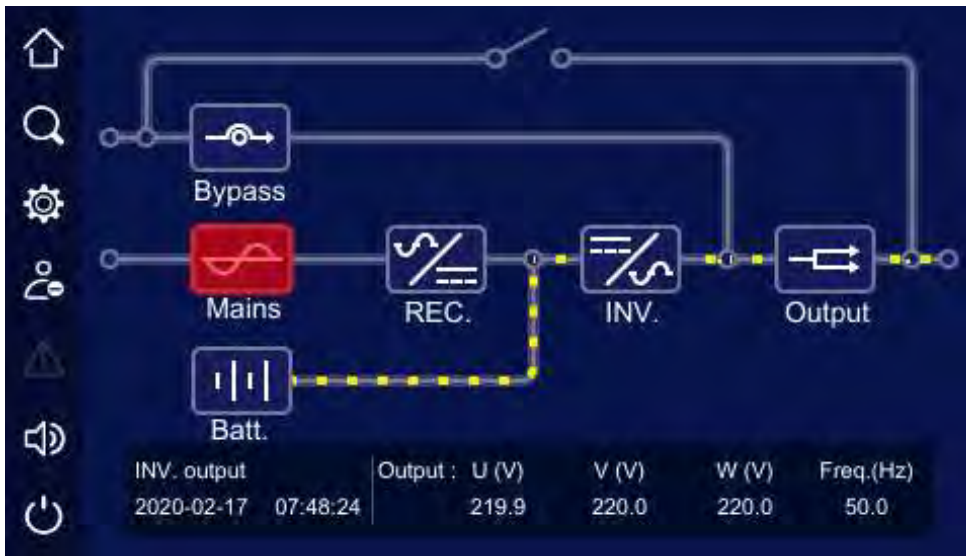 Bypass
Mains
REC.
INV.
Output
Batt.
INV. output
Output : U (V) V (V) W (V) Freq.(Hz)
2020-02-17 07:48:24
219.9 220.0 220.0 50.0